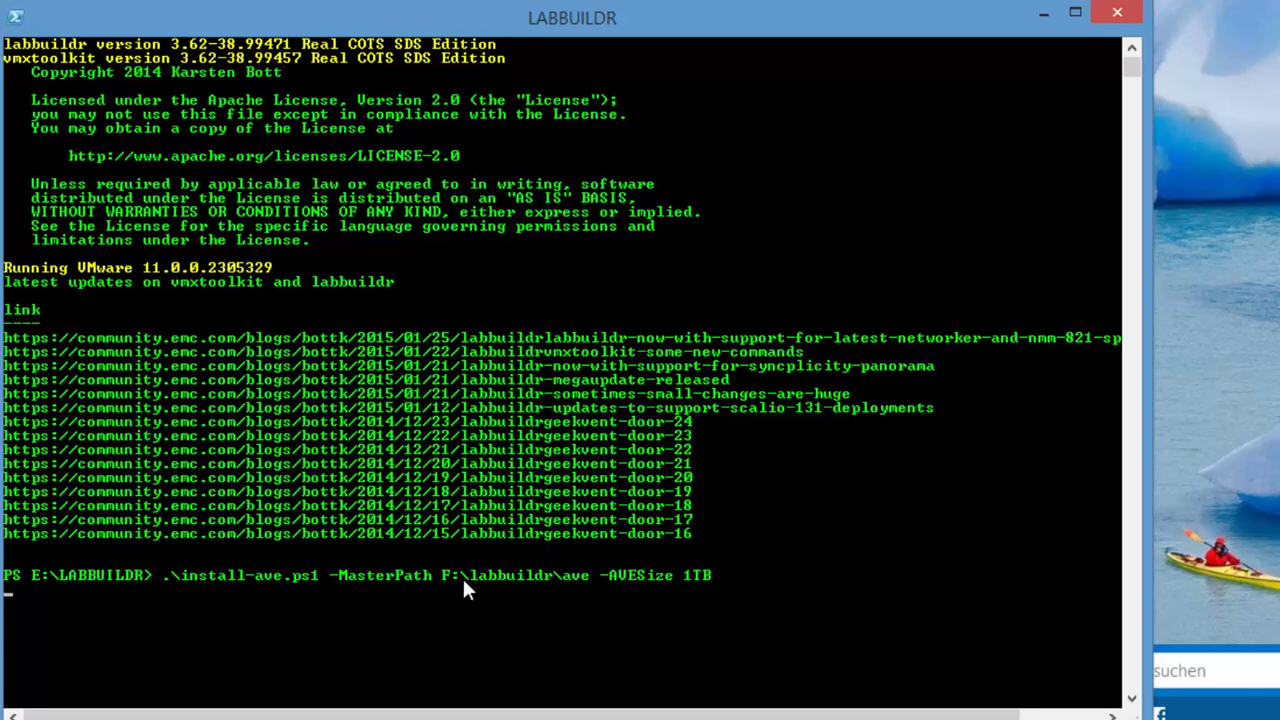 LABBUILDR
labbuildr version 3.62-38.99471 Real COTS SDS Edition
vmxtoolkit version 3.62-38.99457 Real COTS SDS Edition
Copyright 2014 Karsten Bott
Licensed under the Apache License, Version 2.0 (the "License");
you may not use this file except in compliance with the License.
You may obtain a copy of the License at
http://www.apache.org/licenses/LICENSE-2.0
Unless required by applicable law or agreed to in writing, software
distributed under the License is distributed on an "AS IS" BASIS,
WITHOUT WARRANTIES OR CONDITIONS OF ANY KIND, either express or implied.
See the License for the specific language governing permissions and
limitations under the License.
Running VMware 11.0.0.2305329
latest updates on vmxtoolkit and labbuildr
link
----
https://community.emc.com/blogs/bottk/2015/01/25/labbuildrlabbuildr-now-with-support-for-latest-networker-and-nmm-821-sp
https://community.emc.com/blogs/bottk/2015/01/22/labbuildrvmxtoolkit-some-new-commands
https://community.emc.com/blogs/bottk/2015/01/21/labbuildr-now-with-support-for-syncplicity-panorama
https://community.emc.com/blogs/bottk/2015/01/21/labbuildr-megaupdate-released
https://community.emc.com/blogs/bottk/2015/01/21/labbuildr-sometimes-small-changes-are-huge
https://community.emc.com/blogs/bottk/2015/01/12/labbuildr-updates-to-support-scalio-131-deployments
https://community.emc.com/blogs/bottk/2014/12/23/labbuildrgeekvent-door-24
https://community.emc.com/blogs/bottk/2014/12/22/labbuildrgeekvent-door-23
https://community.emc.com/blogs/bottk/2014/12/21/labbuildrgeekvent-door-22
https://community.emc.com/blogs/bottk/2014/12/20/labbuildrgeekvent-door-21
https://community.emc.com/blogs/bottk/2014/12/19/labbuildrgeekvent-door-20
https://community.emc.com/blogs/bottk/2014/12/18/labbuildrgeekvent-door-19
https://community.emc.com/blogs/bottk/2014/12/17/labbuildrgeekvent-door-18
https://community.emc.com/blogs/bottk/2014/12/16/labbuildrgeekvent-door-17
https://community.emc.com/blogs/bottk/2014/12/15/labbuildrgeekvent-door-16
PS E:\LABBUILDR> .\install-ave.ps1 -MasterPath F:\labbuildr\ave -AVESize 1TB
suchen